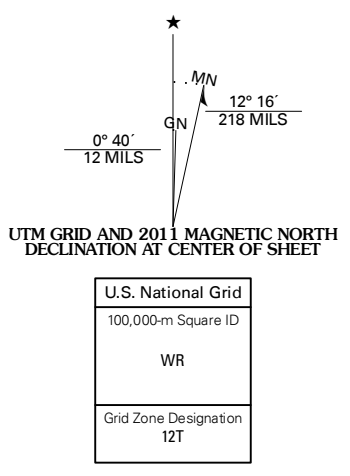 ★
MN
12° 16´
218 MILS
GN
0° 40´
12 MILS
UTM GRID AND 2011 MAGNETIC NORTH
DECLINATION AT CENTER OF SHEET
U.S. National Grid
100,000-m Square ID
WR
Grid Zone Designation
12T